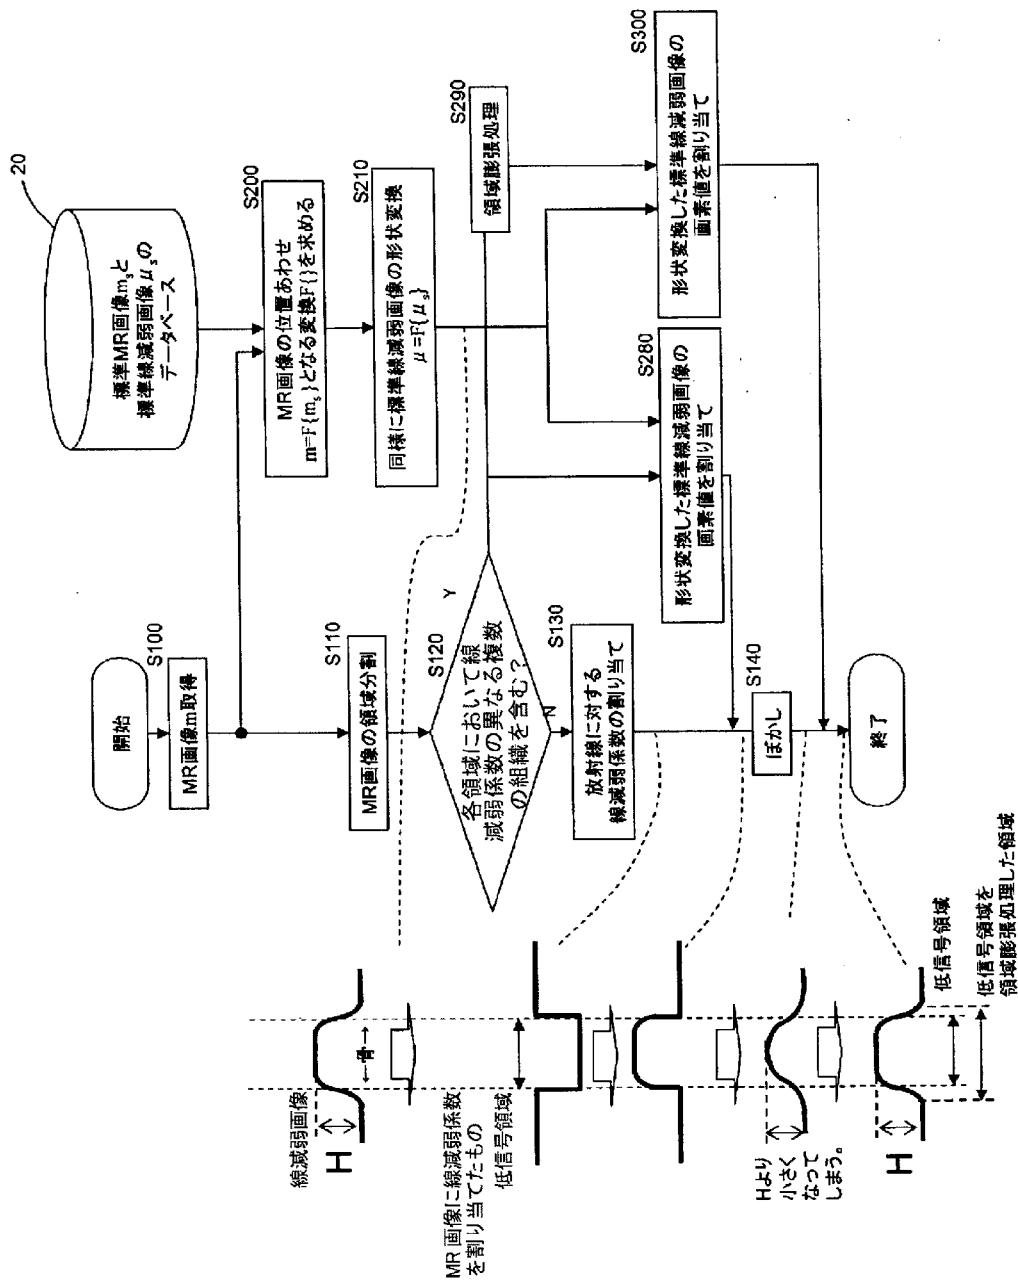 20
標準MR画像msと
標準線減弱画像μsの
データベース
開始
S100
MR画像m取得
S200
MR画像の位置あわせ
m=F{ms}となる変換F{}を求める
S110
MR画像の領域分割
S210
同様に標準線減弱画像の形状変換
μ=F{μs}
S120
各領域において線
減弱係数の異なる複数
の組織を含む?
Y
N
S290
領域膨張処理
S130
放射線に対する
線減弱係数の割り当て
S280
形状変換した標準線減弱画像の
画素値を割り当て
S300
形状変換した標準線減弱画像の
画素値を割り当て
S140
ぼかし
終了
線減弱画像
H
骨
MR画像に線減弱係数
を割り当てたもの
低信号領域
Hより
小さく
なって
しまう。
H
低信号領域
低信号領域を
領域膨張処理した領域